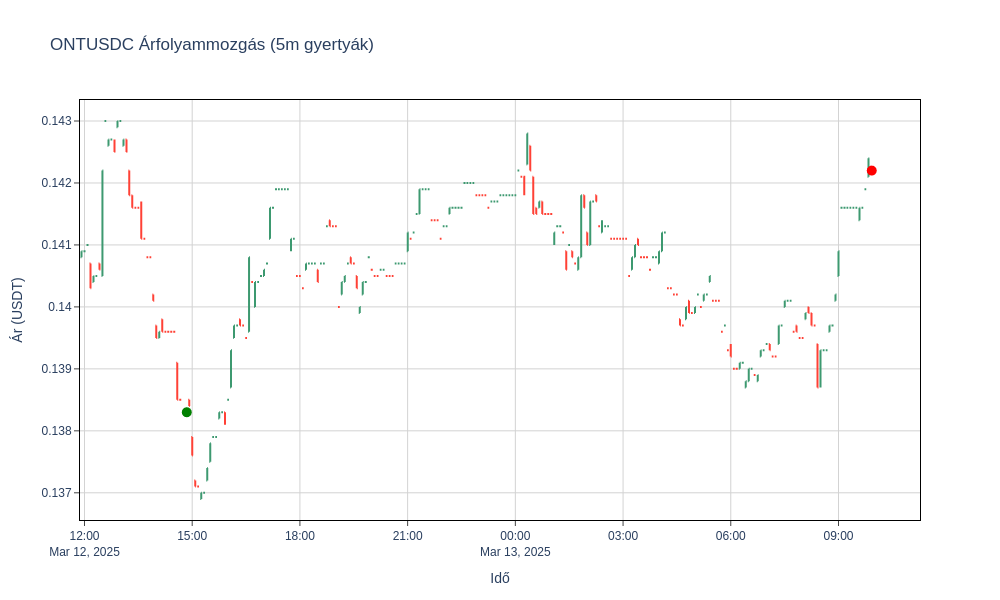 ONTUSDC Árfolyammozgás (5m gyertyák)
0.143
0.142
0.141
0.14
0.139
0.138
0.137
Ár (USDT)
12:00 15:00 18:00 21:00 00:00 03:00 06:00 09:00
Mar 12, 2025 Mar 13, 2025
Idő